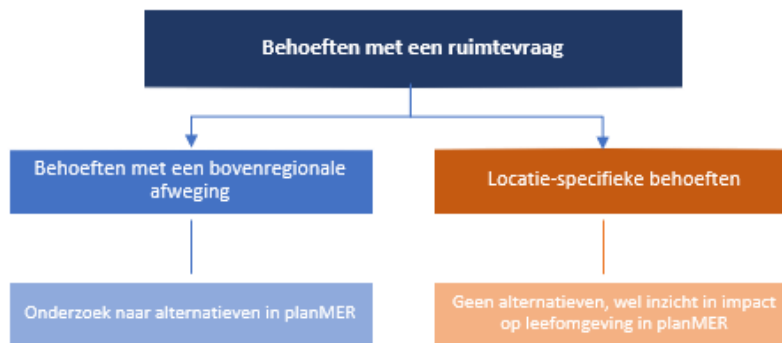 Behoeften met een ruimtevraag
Behoeften met een bovenregionale
afweging
Locatie-specifieke behoeften
Onderzoek naar alternatieven in planMER
Geen alternatieven, wel inzicht in impact
op leefomgeving in planMER